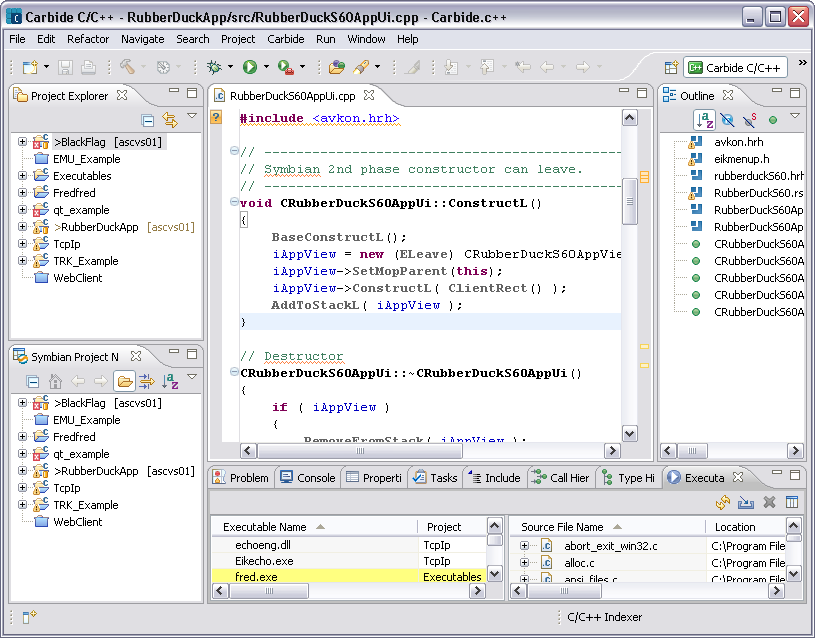 Carbide C/C++ - RubberDuckApp/src/RubberDuckS60AppUi.cpp - Carbide.c++
File Edit Refactor Navigate Search Project Carbide Run Window Help
Carbide C/C++ »
Project Explorer
>BlackFlag [ascvs01]
EMU_Example
Executables
Fredfred
qt_example
>RubberDuckApp [ascvs01]
TcpIp
TRK_Example
WebClient
Symbian Project N
>BlackFlag [ascvs01]
EMU_Example
Fredfred
qt_example
>RubberDuckApp [ascvs01]
TcpIp
TRK_Example
WebClient
RubberDuckS60AppUi.cpp
#include <avkon.hrh>
// ---------------------------------------------
// Symbian 2nd phase constructor can leave.
// ---------------------------------------------
void CRubberDuckS60AppUi::ConstructL()
{
BaseConstructL();
iAppView = new (ELeave) CRubberDuckS60AppVie
iAppView->SetMopParent(this);
iAppView->ConstructL( ClientRect() );
AddToStackL( iAppView );
}
// Destructor
CRubberDuckS60AppUi::~CRubberDuckS60AppUi()
{
if ( iAppView )
{
RemoveFromStack( iAppView );
Outline
avkon.hrh
eikmenup.h
rubberduckS60.hrh
RubberDuckS60.rs
RubberDuckS60Ap
RubberDuckS60Ap
CRubberDuckS60A
CRubberDuckS60A
CRubberDuckS60A
CRubberDuckS60A
CRubberDuckS60A
Problem Console Properti Tasks Include Call Hier Type Hi Executa
Executable Name Project
echoeng.dll TcpIp
Eikecho.exe TcpIp
fred.exe Executables
Source File Name Location
abort_exit_win32.c C:\Program File
alloc.c C:\Program File
ansi_files.c C:\Program File
C/C++ Indexer